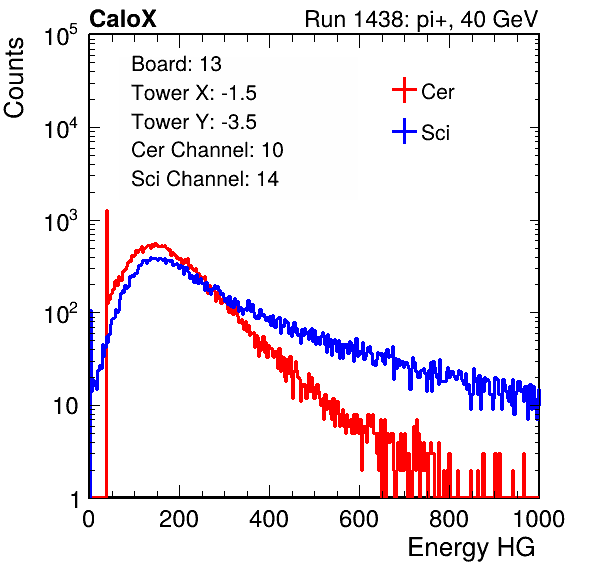 CaloX Run 1438: pi+, 40 GeV
Counts
Board: 13
Tower X: -1.5
Tower Y: -3.5
Cer Channel: 10
Sci Channel: 14
Cer
Sci
10^5
10^4
10^3
10^2
10
1
0 200 400 600 800 1000
Energy HG